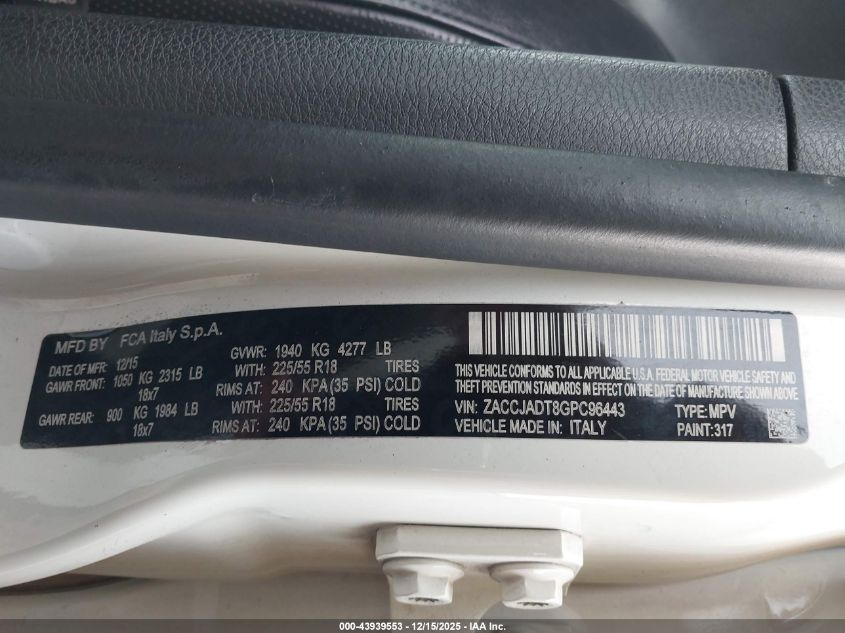 MFD BY FCA Italy S.p.A.
DATE OF MFR: 12/15 GVWR: 1940 KG 4277 LB
GAWR FRONT: 1050 KG 2315 LB WITH: 225/55 R18 TIRES
18x7 RIMS AT: 240 KPA (35 PSI) COLD
GAWR REAR: 900 KG 1984 LB WITH: 225/55 R18 TIRES
18x7 RIMS AT: 240 KPA (35 PSI) COLD
THIS VEHICLE CONFORMS TO ALL APLICABLE U.S.A. FEDERAL MOTOR VEHICLE SAFETY AND
THEFT PREVENTION STANDARDS IN EFFECT ON THE DATE OF MANUFACTURE SHOWN ABOVE
VIN: ZACCJADT8GPC96443 TYPE: MPV
VEHICLE MADE IN: ITALY PAINT:317
000-43939553 - 12/15/2025 - IAA Inc.